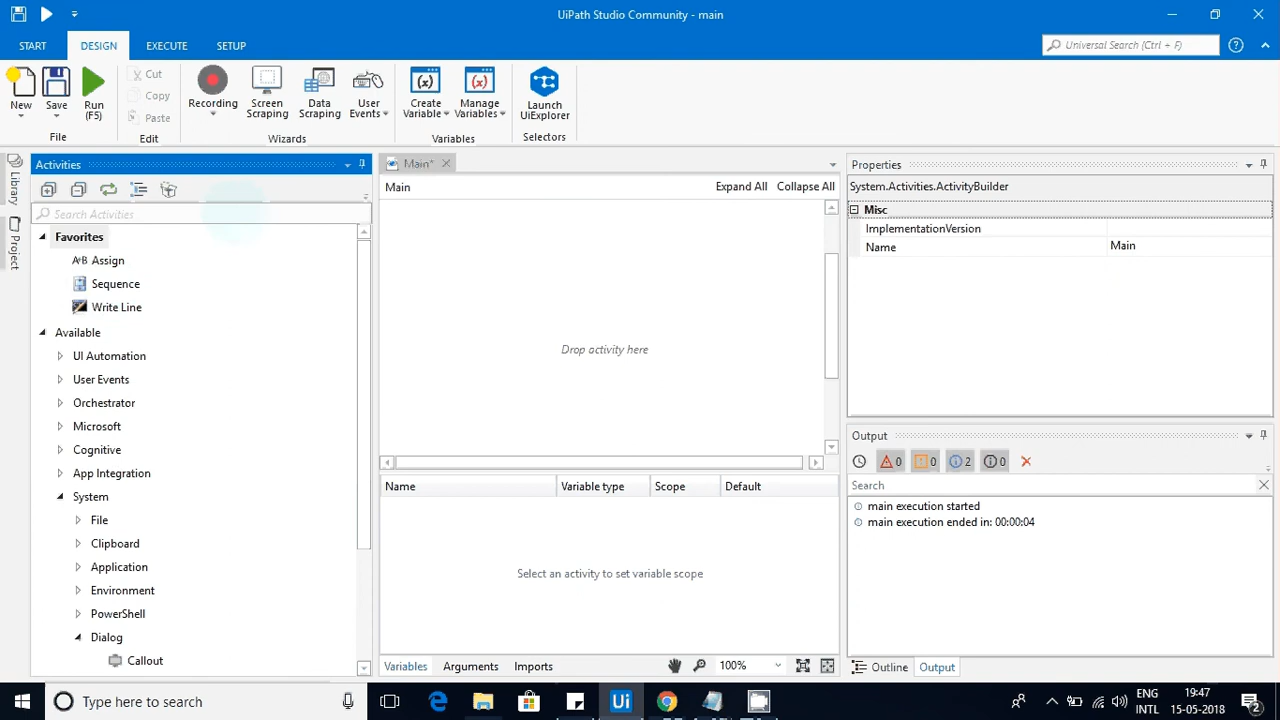 UiPath Studio Community - main
START DESIGN EXECUTE SETUP
Universal Search (Ctrl + F)
New Save Run (F5)
Cut
Copy
Paste
Recording Screen Scraping Data Scraping User Events
Create Variable Manage Variables
Launch UiExplorer
File Edit Wizards Variables Selectors
Library
Project
Activities
Search Activities
Favorites
A+B Assign
Sequence
Write Line
Available
UI Automation
User Events
Orchestrator
Microsoft
Cognitive
App Integration
System
File
Clipboard
Application
Environment
PowerShell
Dialog
Callout
Main*
Main Expand All Collapse All
Drop activity here
Name Variable type Scope Default
Select an activity to set variable scope
Variables Arguments Imports 100%
Properties
System.Activities.ActivityBuilder
Misc
ImplementationVersion
Name Main
Output
0 0 2 0
Search
main execution started
main execution ended in: 00:00:04
Outline Output
Type here to search
Ui
ENG
INTL
19:47
15-05-2018
2